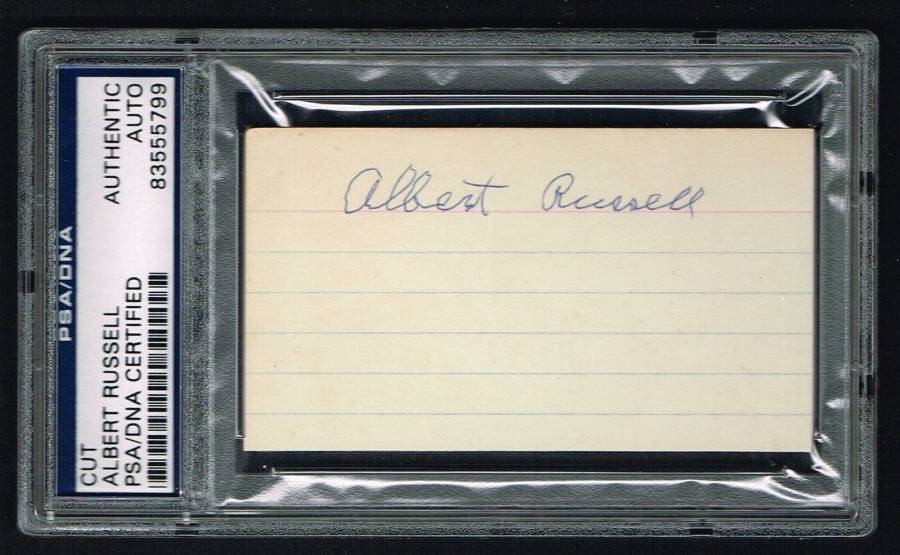 PSA/DNA
CUT
ALBERT RUSSELL
PSA/DNA CERTIFIED
AUTHENTIC
AUTO
83555799
Albert Russell